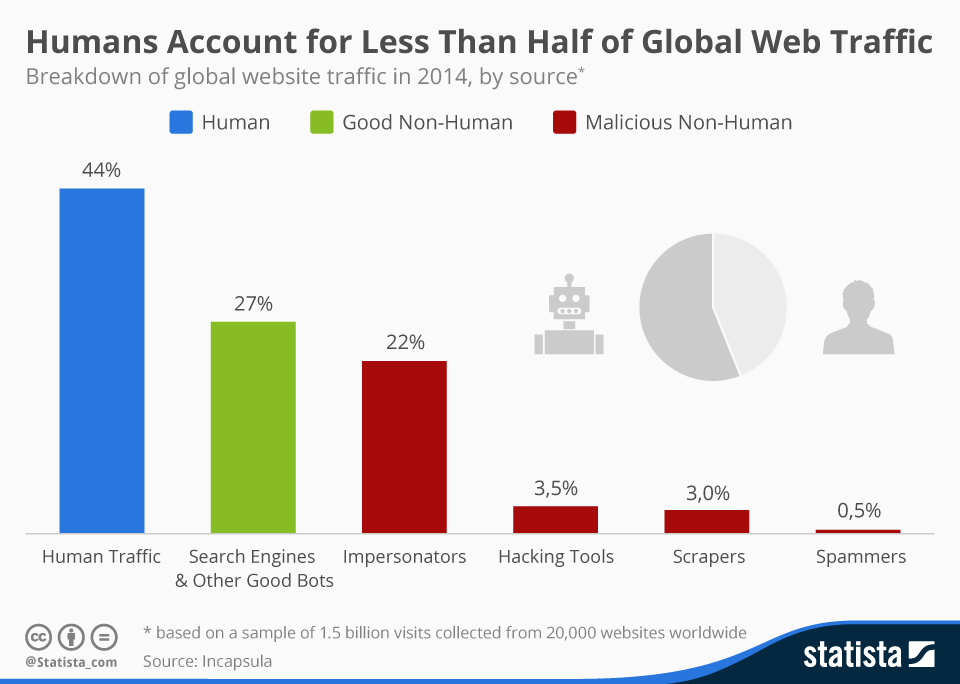 Humans Account for Less Than Half of Global Web Traffic
Breakdown of global website traffic in 2014, by source*
Human
Good Non-Human
Malicious Non-Human
44%
27%
22%
3,5%
3,0%
0,5%
Human Traffic
Search Engines
& Other Good Bots
Impersonators
Hacking Tools
Scrapers
Spammers
cc
@Statista_com
* based on a sample of 1.5 billion visits collected from 20,000 websites worldwide
Source: Incapsula
statista